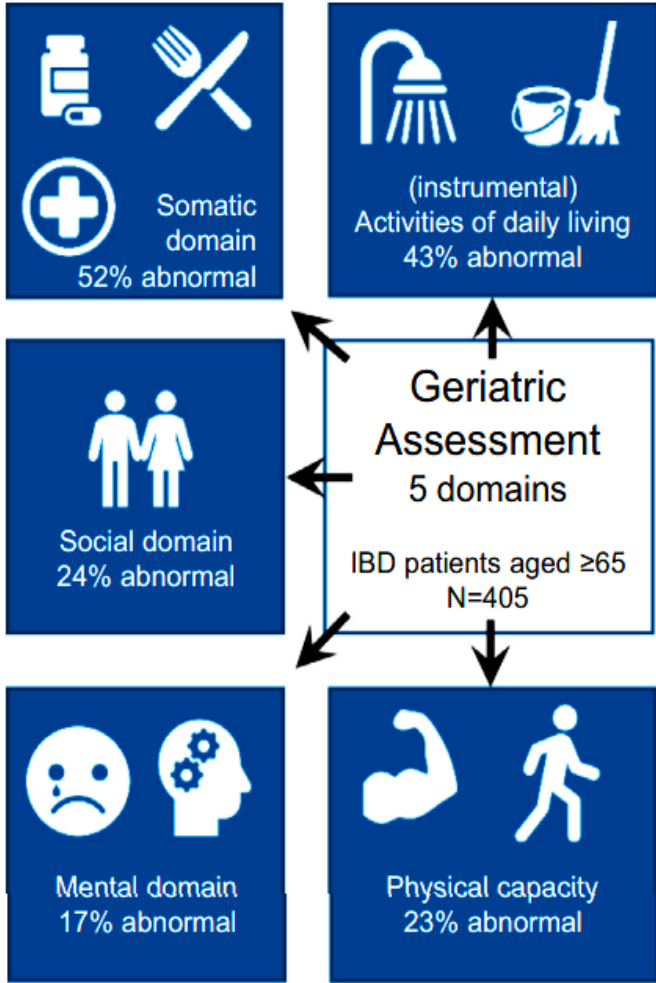 Somatic
domain
52% abnormal
(instrumental)
Activities of daily living
43% abnormal
Geriatric
Assessment
5 domains
IBD patients aged ≥65
N=405
Social domain
24% abnormal
Mental domain
17% abnormal
Physical capacity
23% abnormal